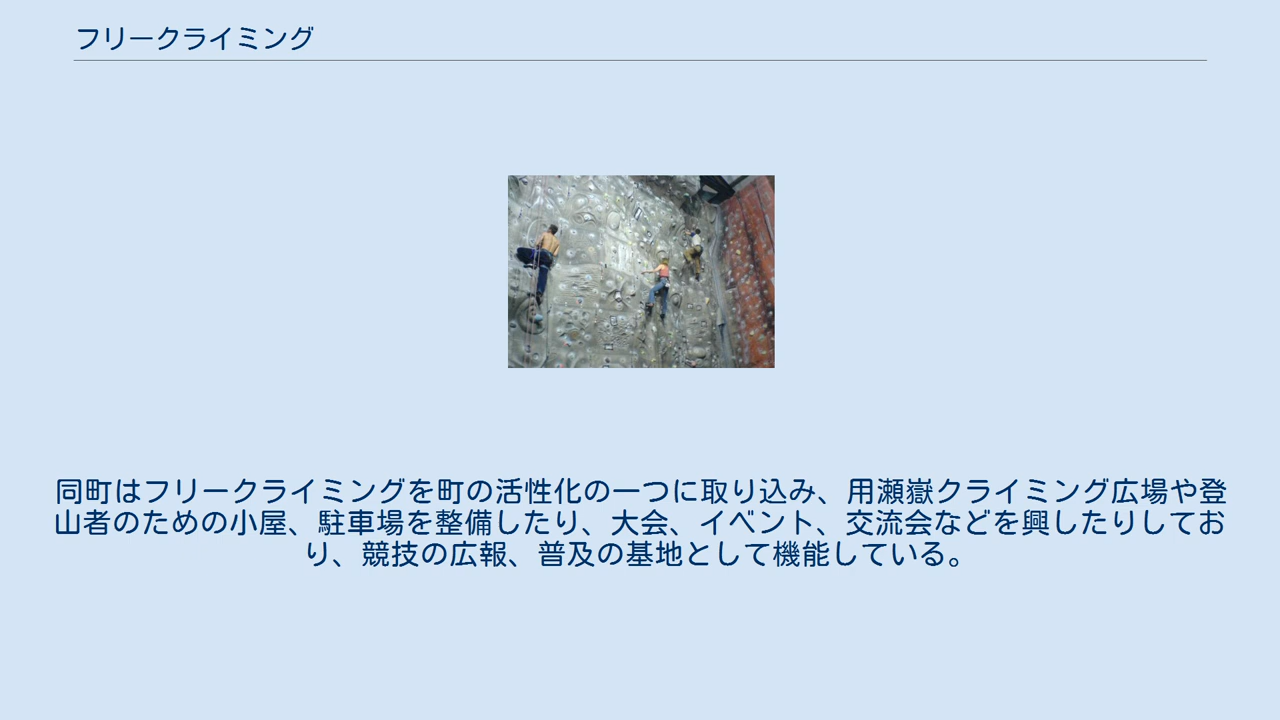 フリークライミング
同町はフリークライミングを町の活性化の一つに取り込み、用瀬嶽クライミング広場や登
山者のための小屋、駐車場を整備したり、大会、イベント、交流会などを興したりしてお
り、競技の広報、普及の基地として機能している。